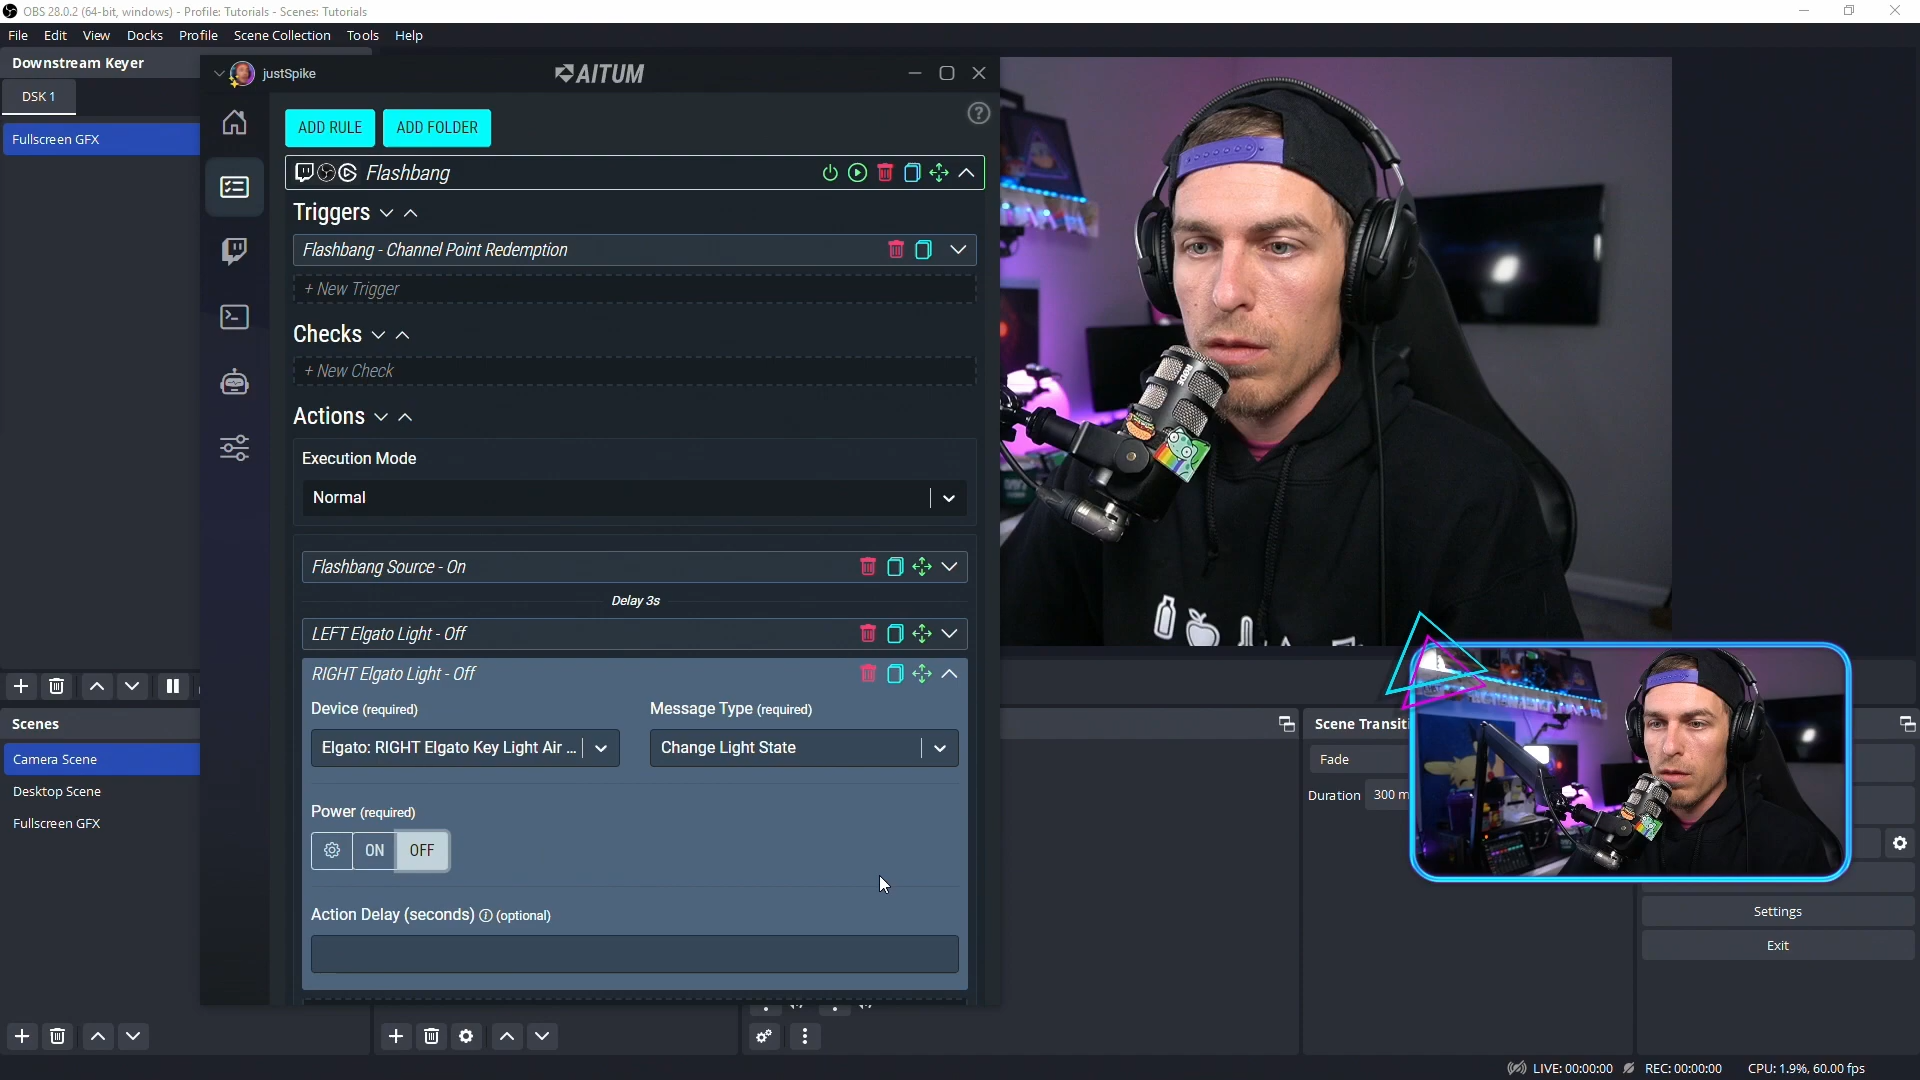 OBS 28.0.2 (64-bit, windows) - Profile: Tutorials - Scenes: Tutorials
File Edit View Docks Profile Scene Collection Tools Help
Downstream Keyer
DSK 1
Fullscreen GFX
justSpike
AITUM
ADD RULE
ADD FOLDER
Flashbang
Triggers
Flashbang - Channel Point Redemption
+ New Trigger
Checks
+ New Check
Actions
Execution Mode
Normal
Flashbang Source - On
Delay 3s
LEFT Elgato Light - Off
RIGHT Elgato Light - Off
Device (required)
Message Type (required)
Elgato: RIGHT Elgato Key Light Air ...
Change Light State
Power (required)
ON
OFF
Action Delay (seconds) (optional)
Scenes
Camera Scene
Desktop Scene
Fullscreen GFX
RODE
Scene Transiti
Fade
Duration
300 m
Settings
Exit
LIVE: 00:00:00
REC: 00:00:00
CPU: 1.9%, 60.00 fps